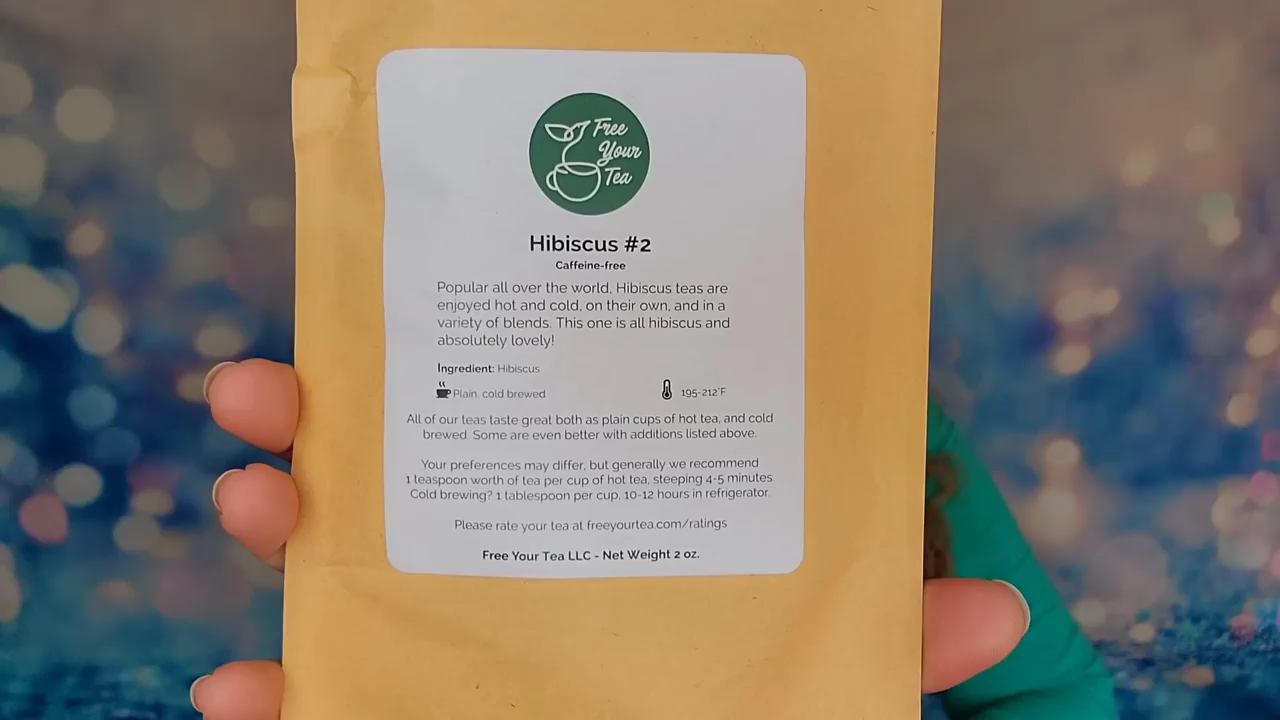 Free
Your
Tea
Hibiscus #2
Caffeine-free
Popular all over the world, Hibiscus teas are
enjoyed hot and cold, on their own, and in a
variety of blends. This one is all hibiscus and
absolutely lovely!
Ingredient: Hibiscus
Plain, cold brewed 195-212°F
All of our teas taste great both as plain cups of hot tea, and cold
brewed. Some are even better with additions listed above.
Your preferences may differ, but generally we recommend
1 teaspoon worth of tea per cup of hot tea, steeping 4-5 minutes.
Cold brewing? 1 tablespoon per cup, 10-12 hours in refrigerator.
Please rate your tea at freeyourtea.com/ratings
Free Your Tea LLC - Net Weight 2 oz.